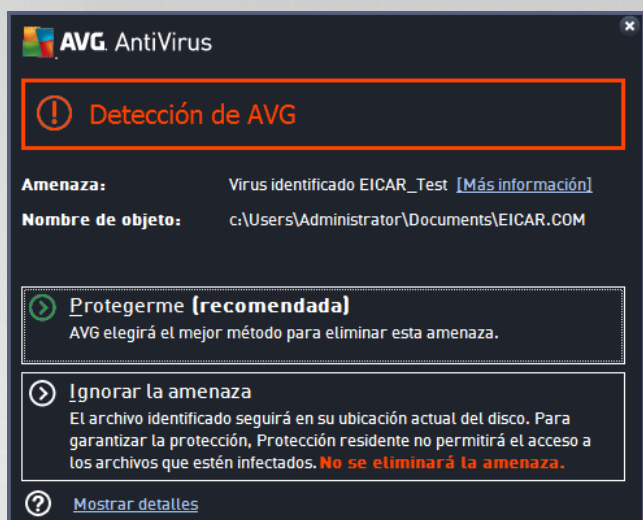 AVG. AntiVirus
Detección de AVG
Amenaza: Virus identificado EICAR_Test [Más información]
Nombre de objeto: c:\Users\Administrator\Documents\EICAR.COM
Protegerme (recomendada)
AVG elegirá el mejor método para eliminar esta amenaza.
Ignorar la amenaza
El archivo identificado seguirá en su ubicación actual del disco. Para
garantizar la protección, Protección residente no permitirá el acceso a
los archivos que estén infectados. No se eliminará la amenaza.
Mostrar detalles